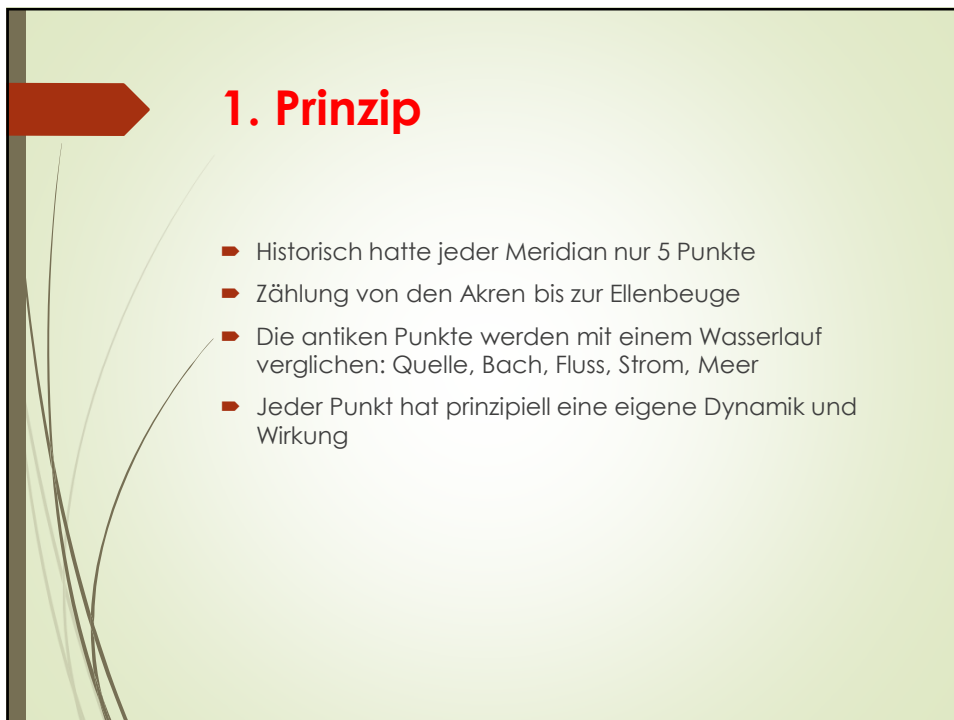 1. Prinzip
Historisch hatte jeder Meridian nur 5 Punkte
Zählung von den Akren bis zur Ellenbeuge
Die antiken Punkte werden mit einem Wasserlauf
verglichen: Quelle, Bach, Fluss, Strom, Meer
Jeder Punkt hat prinzipiell eine eigene Dynamik und
Wirkung